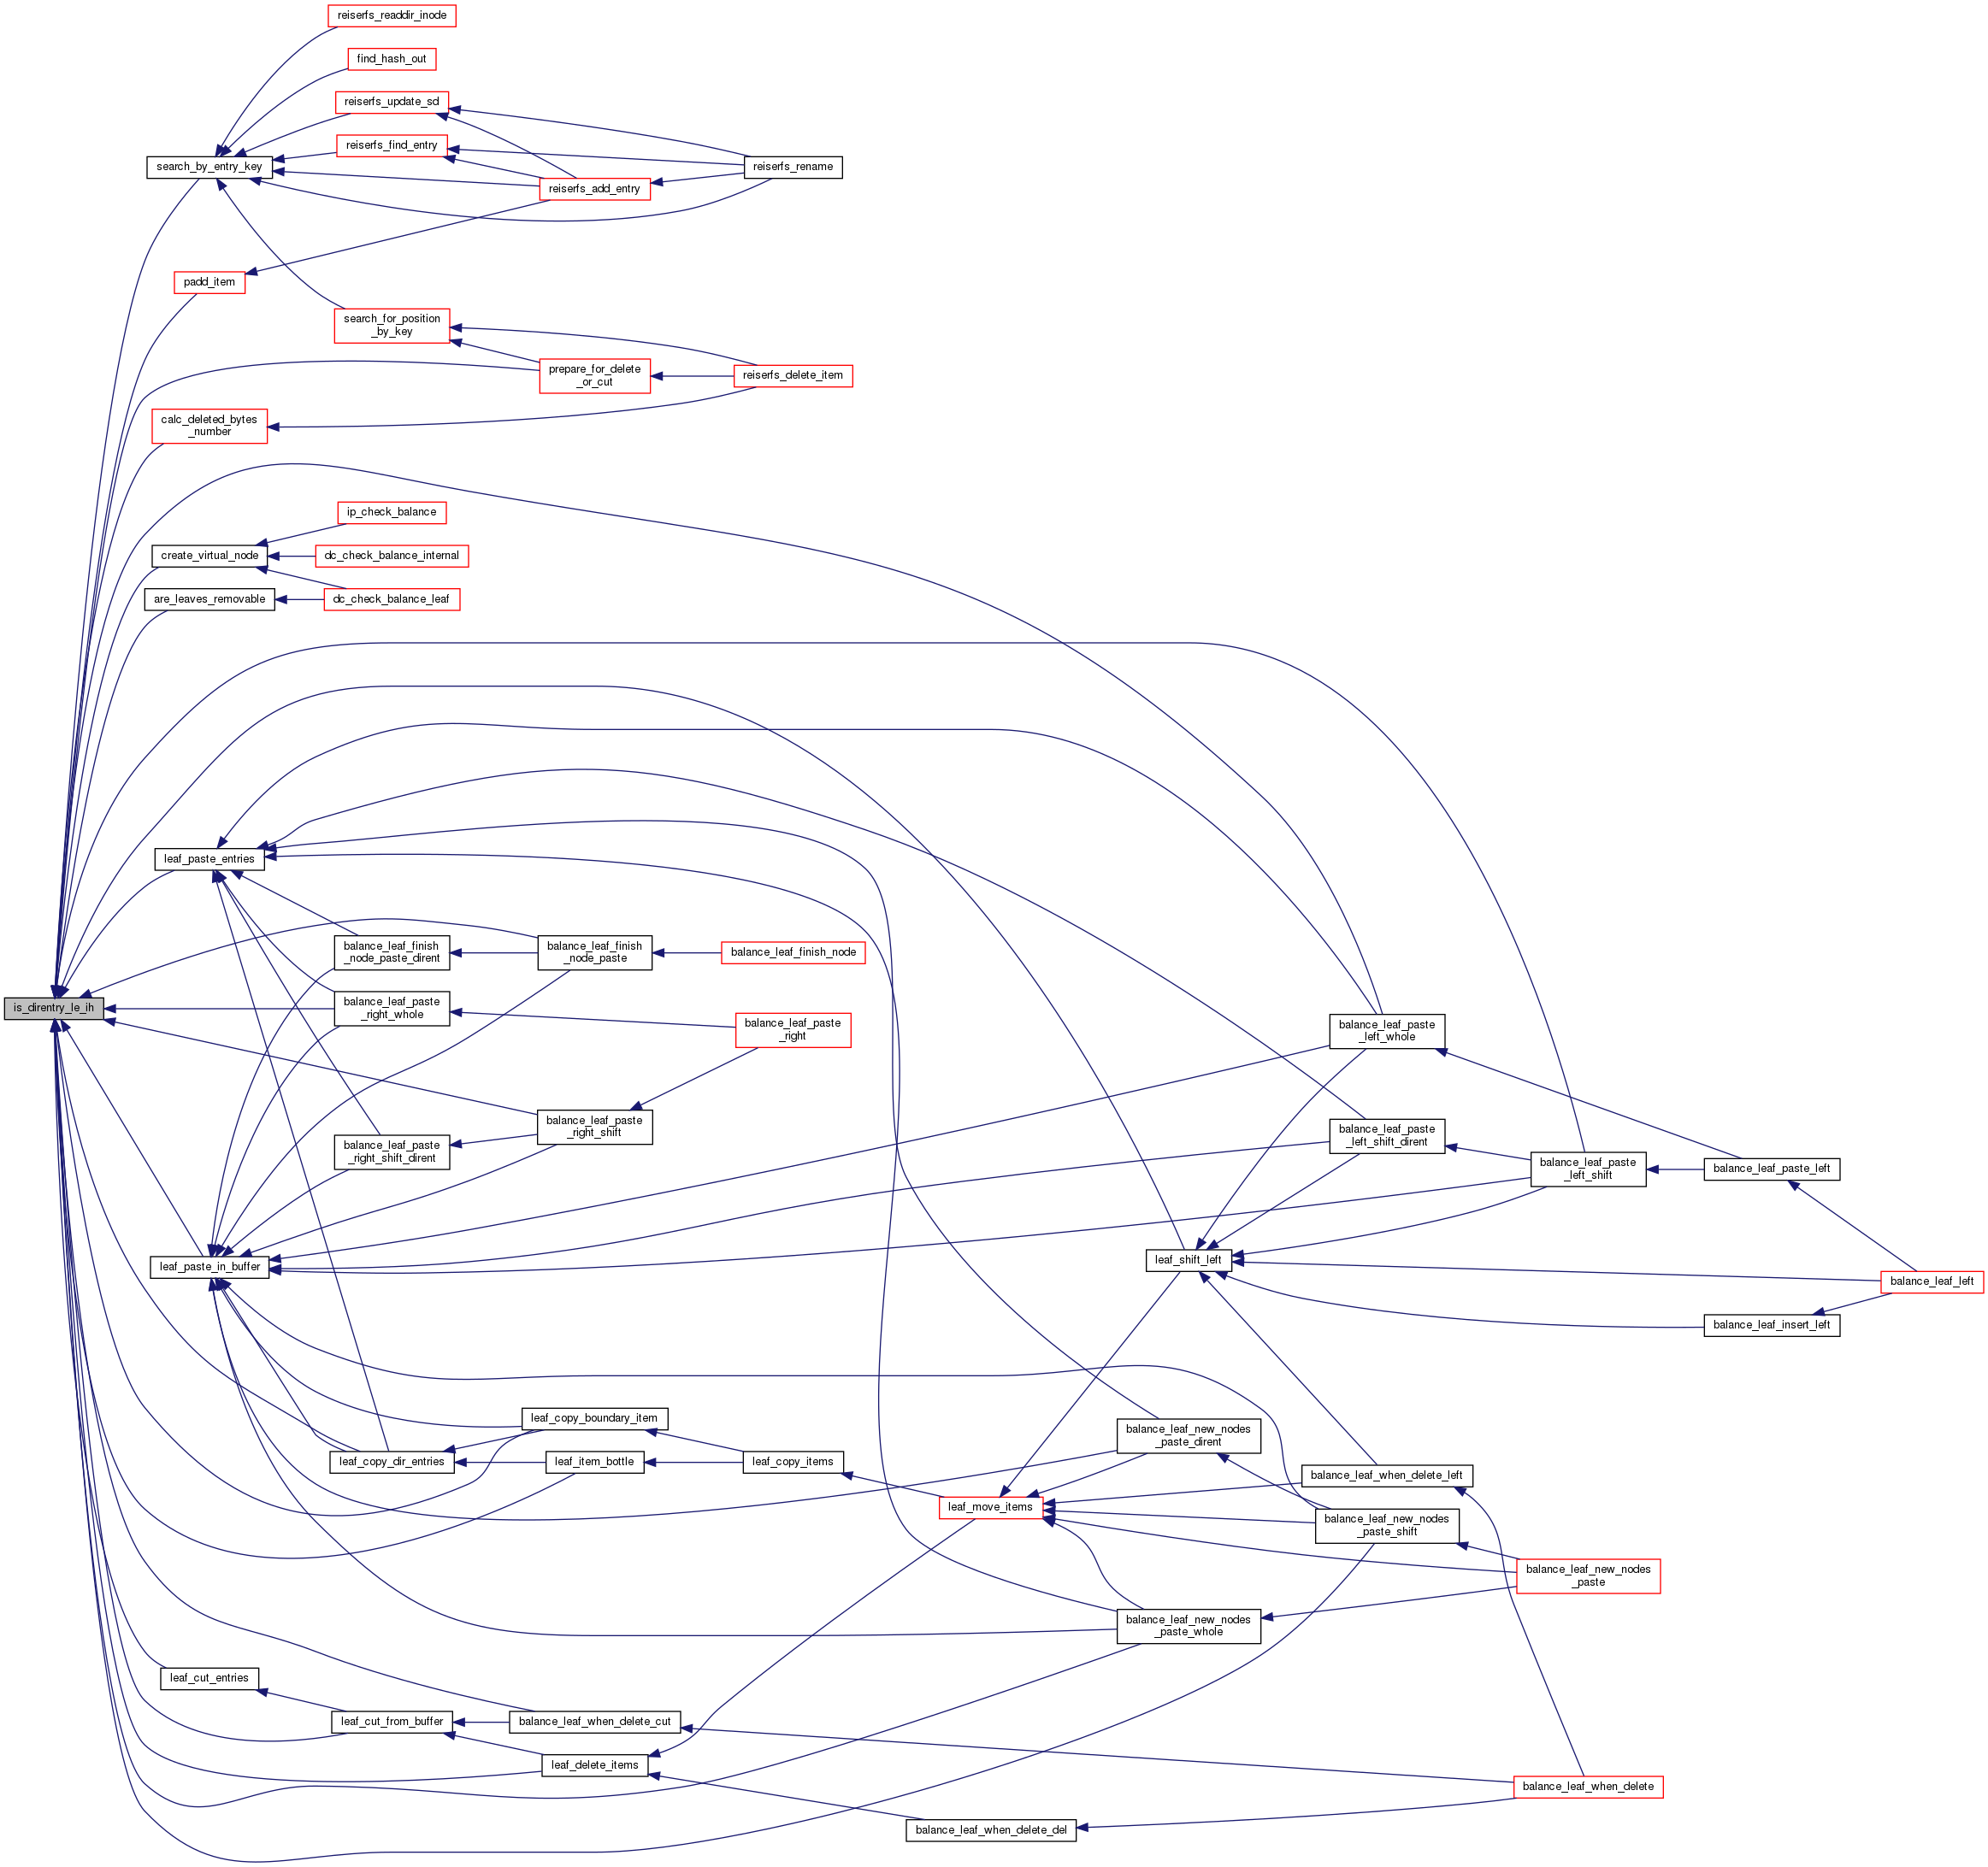 reiserfs_readdir_inode
find_hash_out
reiserfs_update_sd
reiserfs_find_entry
search_by_entry_key
reiserfs_rename
reiserfs_add_entry
padd_item
search_for_position
_by_key
prepare_for_delete
_or_cut
reiserfs_delete_item
calc_deleted_bytes
_number
ip_check_balance
create_virtual_node
dc_check_balance_internal
are_leaves_removable
dc_check_balance_leaf
leaf_paste_entries
balance_leaf_finish
_node_paste_dirent
balance_leaf_finish
_node_paste
balance_leaf_finish_node
is_direntry_le_ih
balance_leaf_paste
_right_whole
balance_leaf_paste
_right
balance_leaf_paste
_left_whole
balance_leaf_paste
_right_shift
balance_leaf_paste
_right_shift_dirent
balance_leaf_paste
_left_shift_dirent
balance_leaf_paste
_left_shift
balance_leaf_paste_left
leaf_paste_in_buffer
leaf_shift_left
balance_leaf_left
balance_leaf_insert_left
leaf_copy_boundary_item
leaf_copy_dir_entries
leaf_item_bottle
leaf_copy_items
balance_leaf_new_nodes
_paste_dirent
balance_leaf_when_delete_left
leaf_move_items
balance_leaf_new_nodes
_paste_shift
balance_leaf_new_nodes
_paste
balance_leaf_new_nodes
_paste_whole
leaf_cut_entries
leaf_cut_from_buffer
balance_leaf_when_delete_cut
leaf_delete_items
balance_leaf_when_delete
balance_leaf_when_delete_del